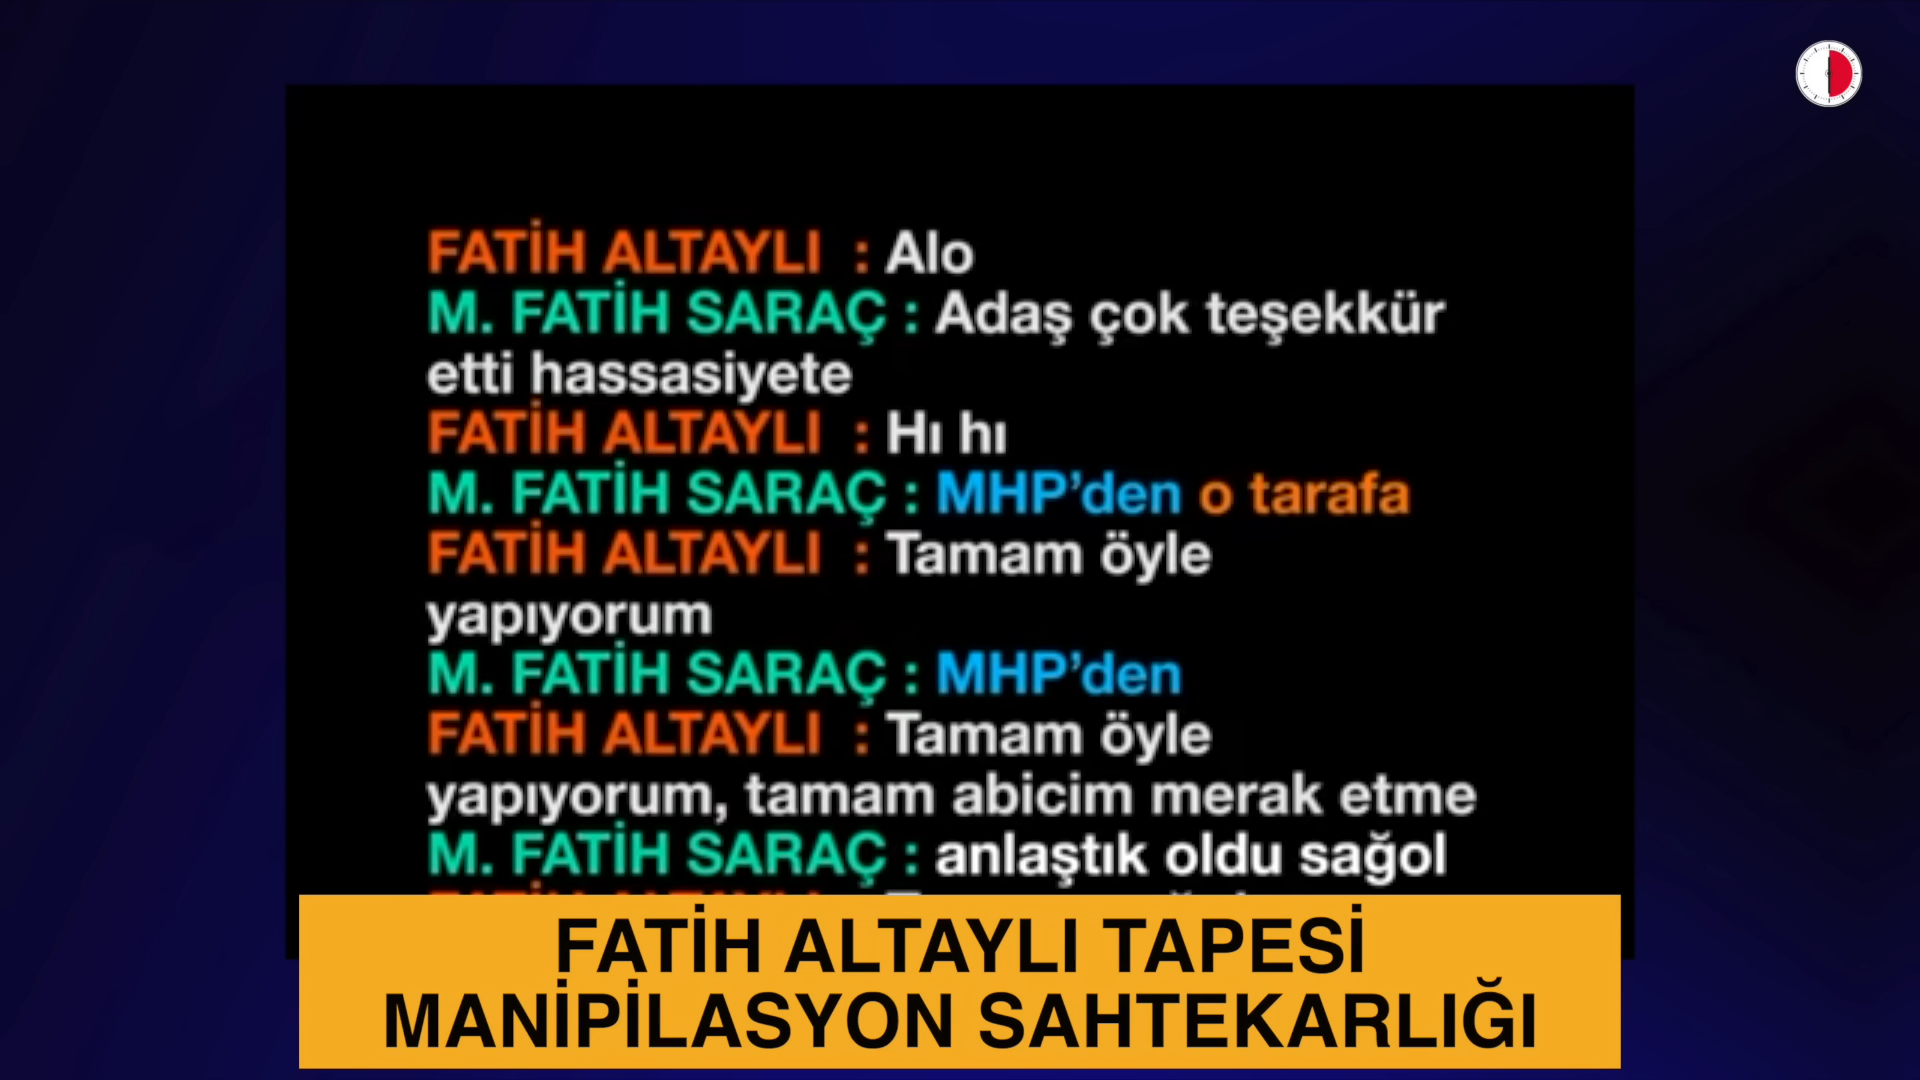 FATİH ALTAYLI : Alo
M. FATİH SARAÇ : Adaş çok teşekkür
etti hassasiyete
FATİH ALTAYLI : Hı hı
M. FATİH SARAÇ : MHP’den o tarafa
FATİH ALTAYLI : Tamam öyle
yapıyorum
M. FATİH SARAÇ : MHP’den
FATİH ALTAYLI : Tamam öyle
yapıyorum, tamam abicim merak etme
M. FATİH SARAÇ : anlaştık oldu sağol
FATİH ALTAYLI TAPESİ
MANİPİLASYON SAHTEKARLIĞI